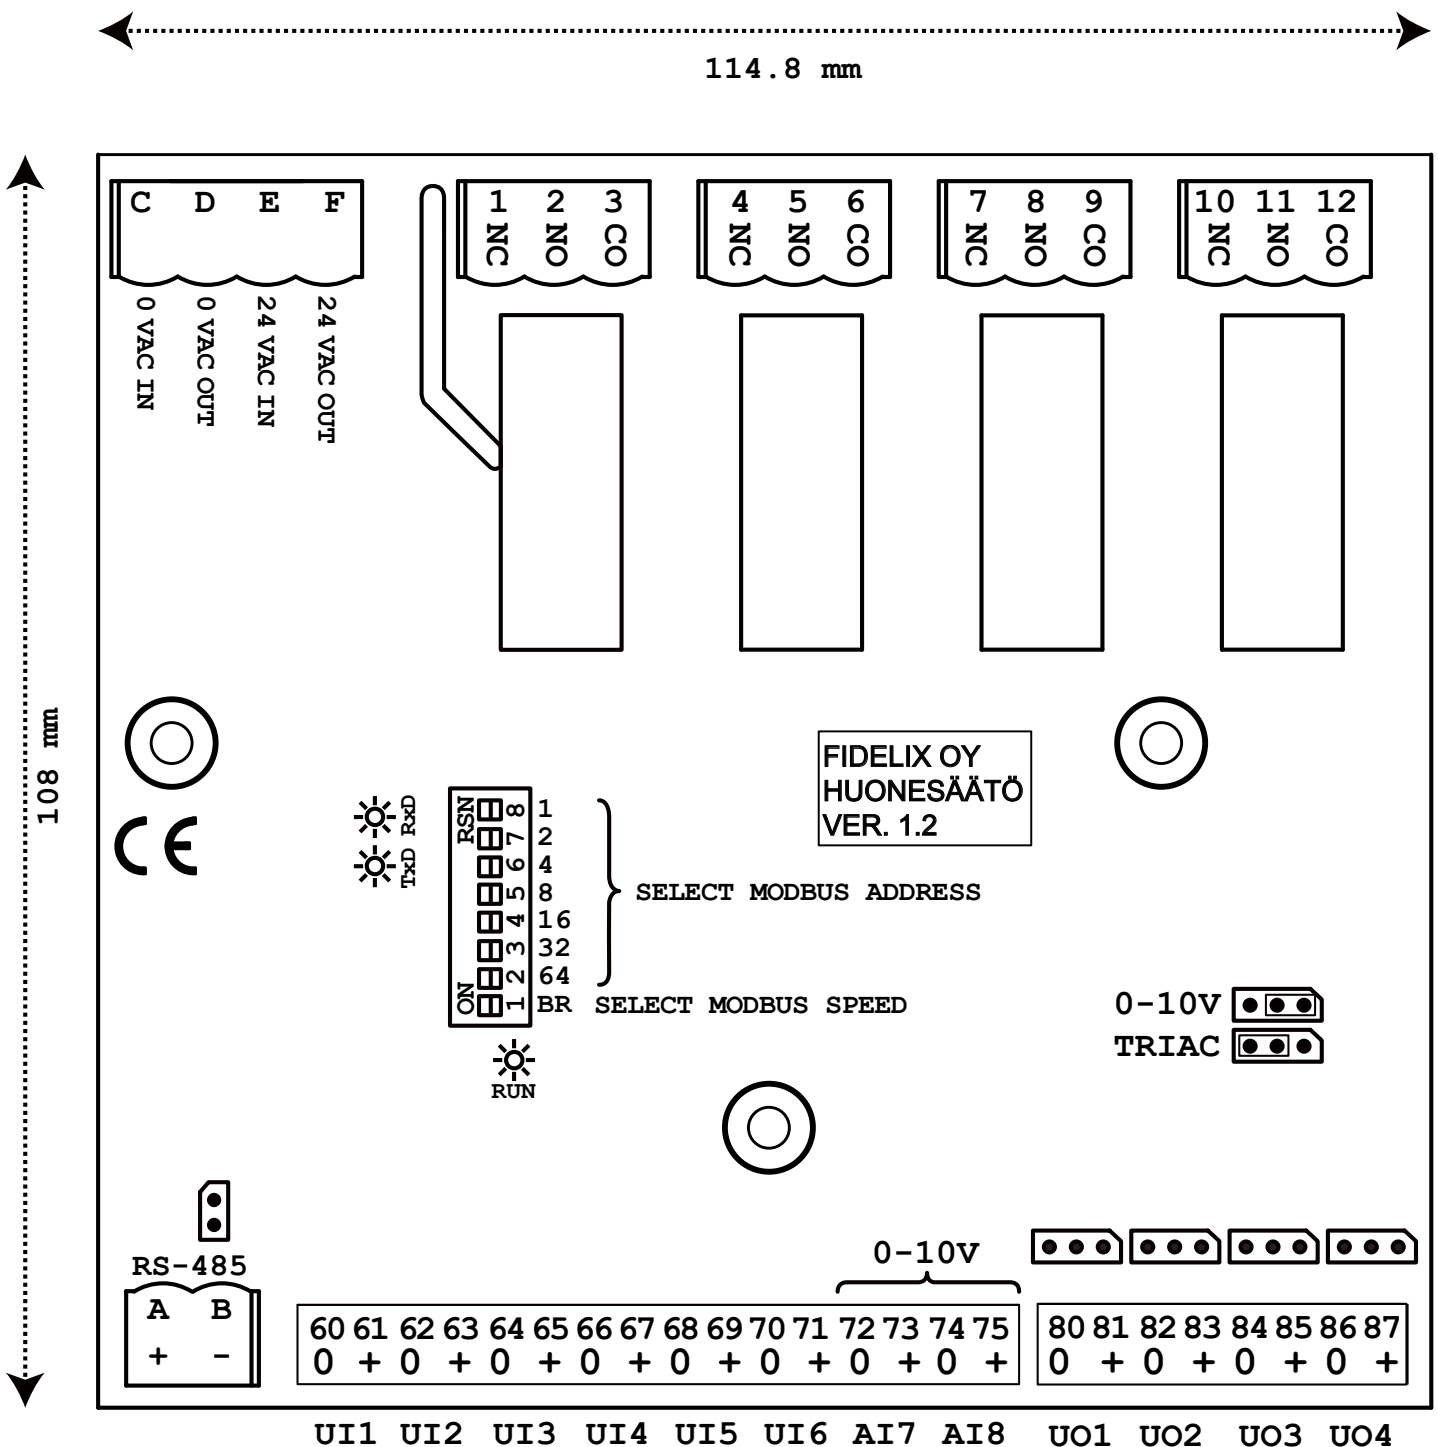 114.8 mm
108 mm
C D E F
0 VAC IN
0 VAC OUT
24 VAC IN
24 VAC OUT
1 2 3
NC NO CO
4 5 6
NC NO CO
7 8 9
NC NO CO
10 11 12
NC NO CO
FIDELIX OY
HUONESÄÄTÖ
VER. 1.2
CE
RxD
TxD
RSN
ON
8 1
7 2
6 4
5 8
4 16
3 32
2 64
1 BR
SELECT MODBUS ADDRESS
SELECT MODBUS SPEED
RUN
0-10V
TRIAC
RS-485
A B
+ -
0-10V
60 61 62 63 64 65 66 67 68 69 70 71 72 73 74 75
0 + 0 + 0 + 0 + 0 + 0 + 0 + 0 +
80 81 82 83 84 85 86 87
0 + 0 + 0 + 0 +
UI1 UI2 UI3 UI4 UI5 UI6 AI7 AI8 UO1 UO2 UO3 UO4